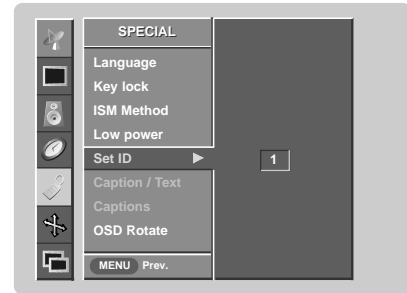 SPECIAL
Language
Key lock
ISM Method
Low power
Set ID
1
Caption / Text
Captions
OSD Rotate
MENU Prev.